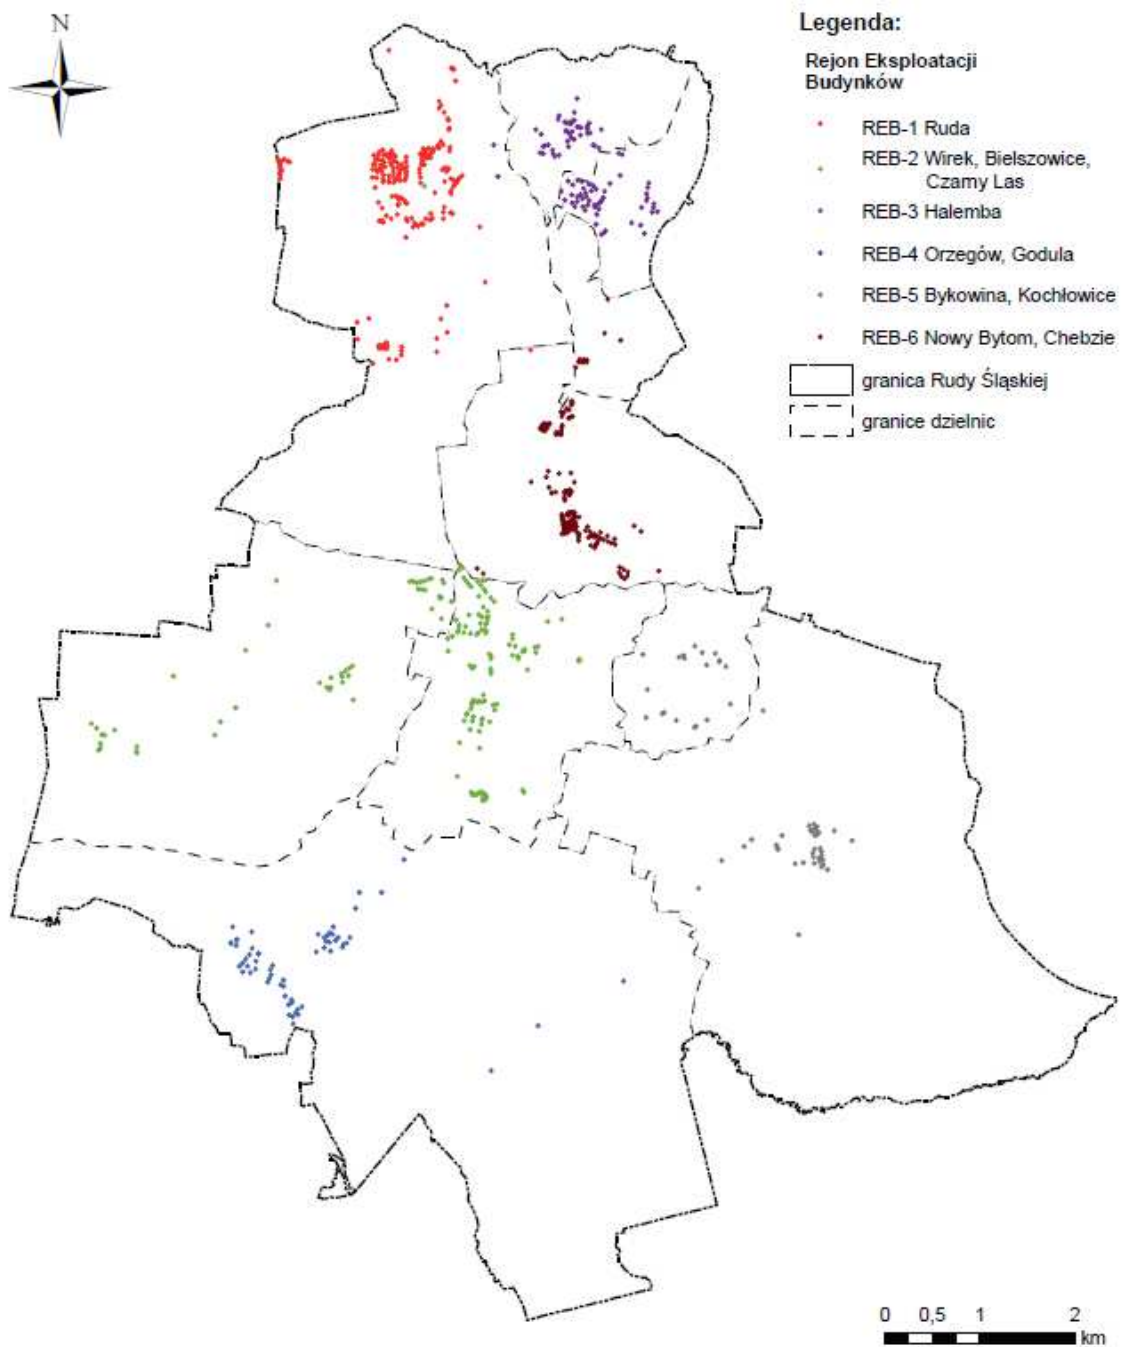 N
Legenda:
Rejon Eksploatacji
Budynków
REB-1 Ruda
REB-2 Wirek, Bielszowice,
Czarny Las
REB-3 Halemba
REB-4 Orzegów, Godula
REB-5 Bykowina, Kochłowice
REB-6 Nowy Bytom, Chebzie
granica Rudy Śląskiej
granice dzielnic
0 0,5 1 2
km